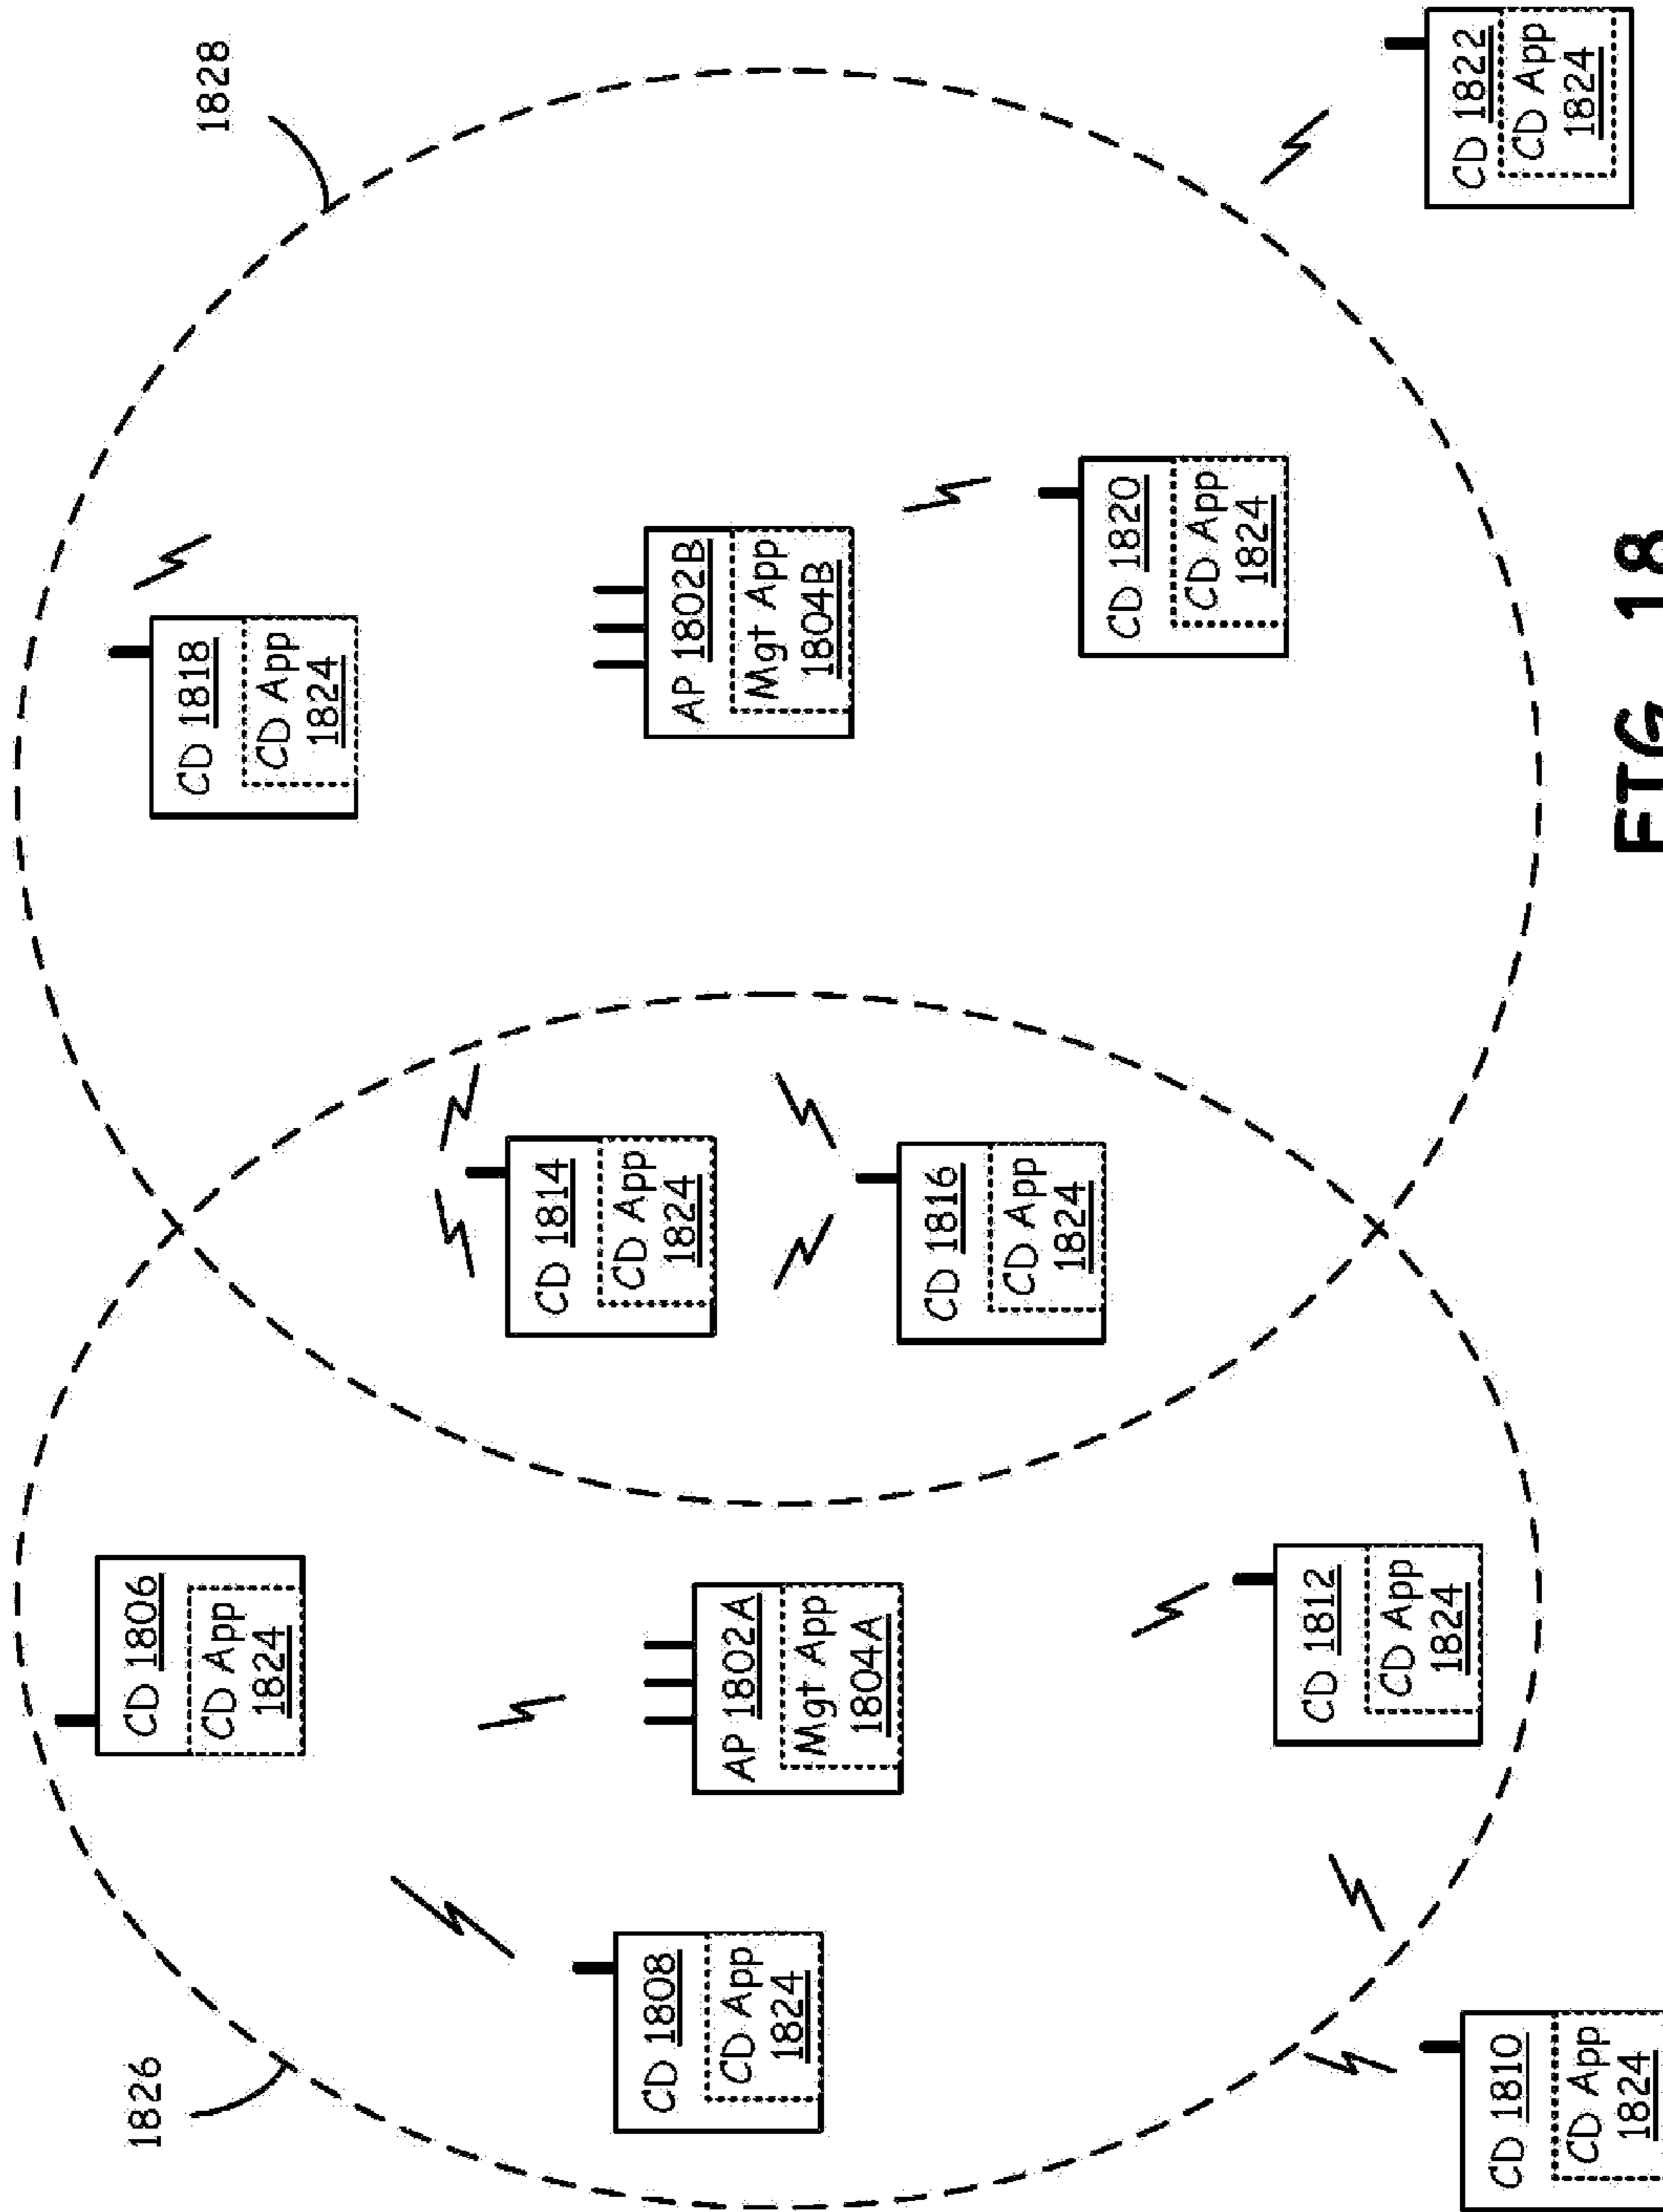 1826
1828
CD 1806
CD App
1824
CD 1818
CD App
1824
CD 1808
CD App
1824
AP 1802A
Mgt App
1804A
CD 1814
CD App
1824
AP 1802B
Mgt App
1804B
CD 1816
CD App
1824
CD 1820
CD App
1824
CD 1812
CD App
1824
CD 1810
CD App
1824
CD 1822
CD App
1824
FIG 18